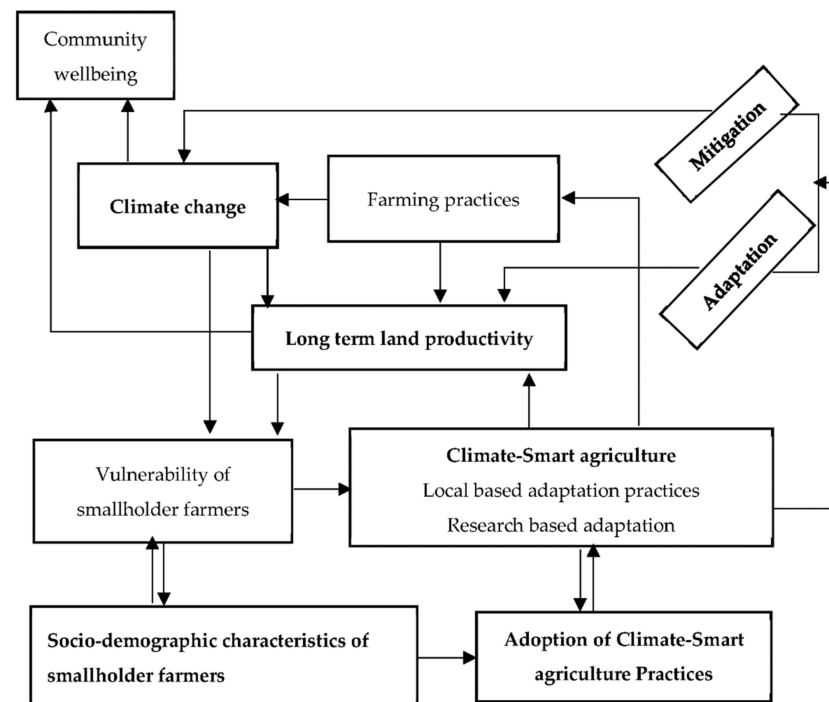 Community
wellbeing
Mitigation
Climate change
Farming practices
Adaptation
Long term land productivity
Vulnerability of
smallholder farmers
Climate-Smart agriculture
Local based adaptation practices
Research based adaptation
Socio-demographic characteristics of
smallholder farmers
Adoption of Climate-Smart
agriculture Practices